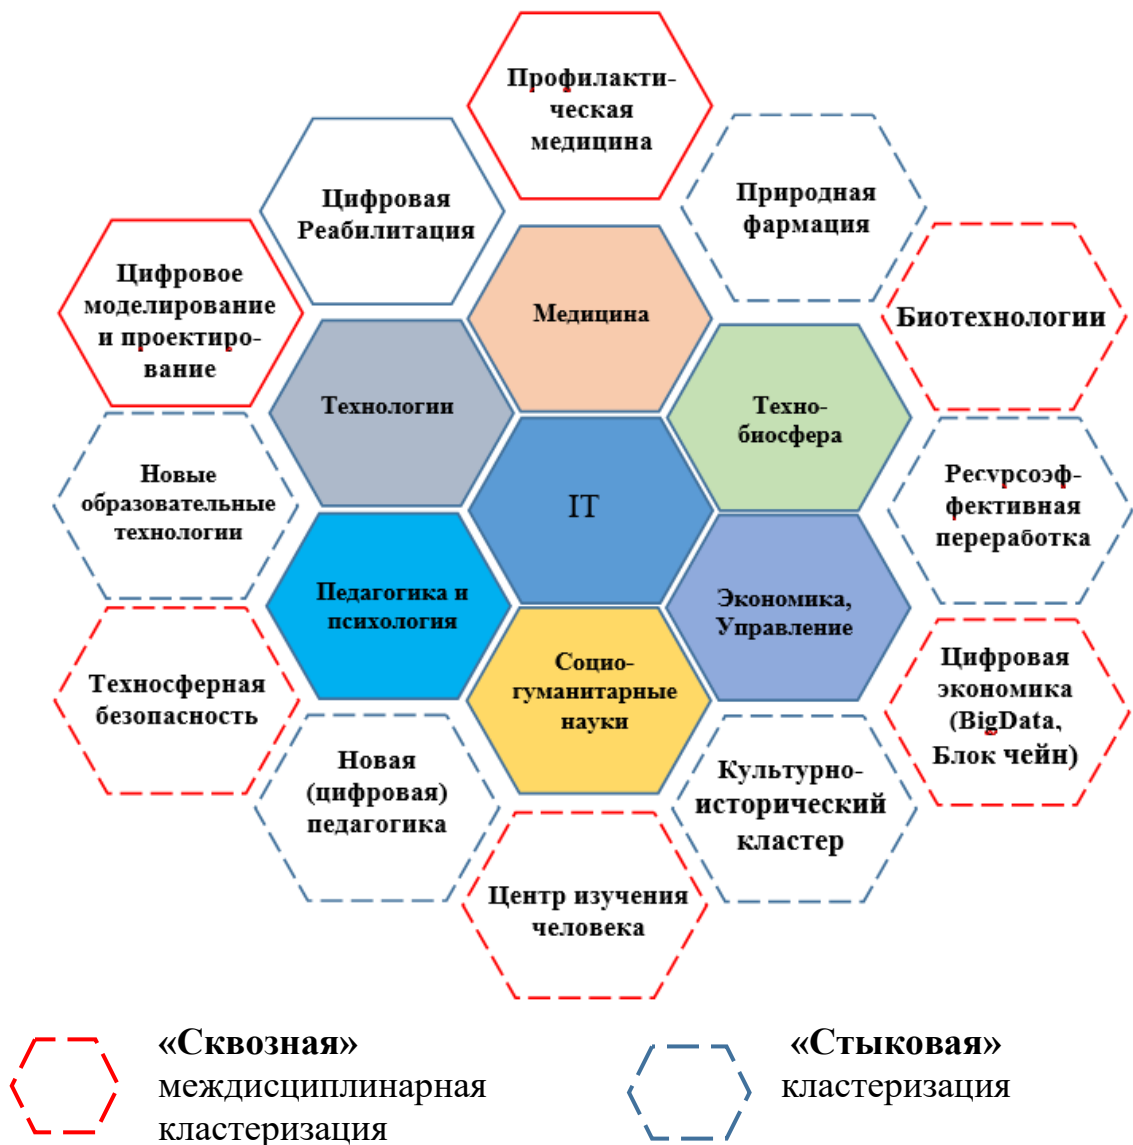 Профилакти-
ческая
медицина
Цифровая
Реабилитация
Природная
фармация
Цифровое
моделирование
и проектиро-
вание
Медицина
Биотехнологии
Технологии
Техно-
биосфера
Новые
образовательные
технологии
IT
Ресурсоэф-
фективная
переработка
Педагогика и
психология
Экономика,
Управление
Техносферная
безопасность
Социо-
гуманитарные
науки
Цифровая
экономика
(BigData,
Блок чейн)
Новая
(цифровая)
педагогика
Культурно-
исторический
кластер
Центр изучения
человека
«Сквозная»
междисциплинарная
кластеризация
«Стыковая»
кластеризация